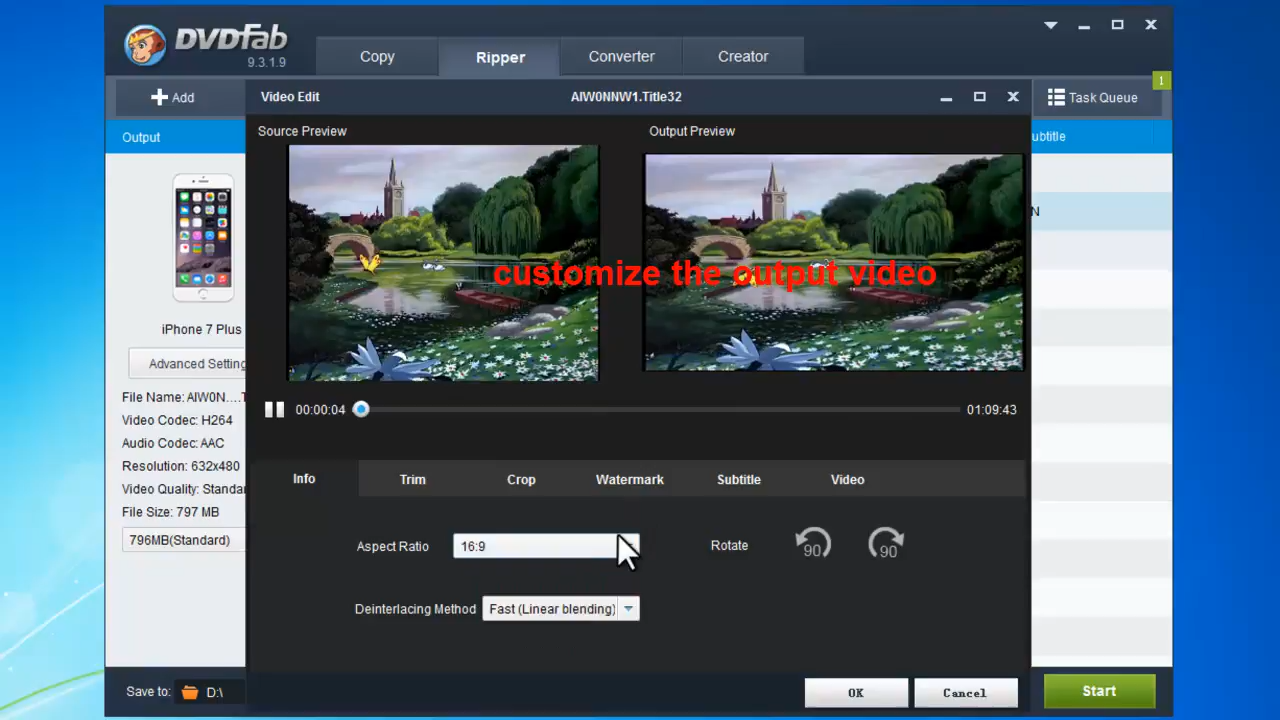 DVDFab
9.3.1.9
Copy
Ripper
Converter
Creator
Add
Video Edit
AIW0NNW1.Title32
Task Queue
1
Output
Source Preview
Output Preview
ubtitle
N
customize the output video
iPhone 7 Plus
Advanced Setting
File Name: AIW0N....T
Video Codec: H264
Audio Codec: AAC
Resolution: 632x480
Video Quality: Standar
File Size: 797 MB
796MB(Standard)
00:00:04
01:09:43
Info
Trim
Crop
Watermark
Subtitle
Video
Aspect Ratio
16:9
Rotate
90
90
Deinterlacing Method
Fast (Linear blending)
Save to:
D:\
OK
Cancel
Start